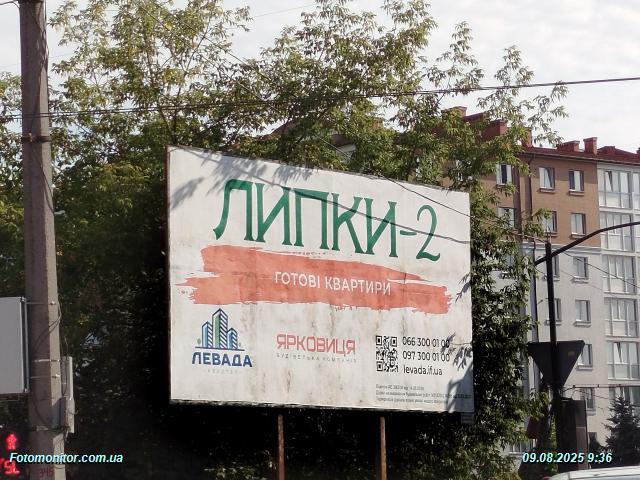 ЛИПКИ-2
ГОТОВІ КВАРТИРИ
ЛЕВАДА
КВАРТАЛ
ЯРКОВИЦЯ
БУДІВЕЛЬНА КОМПАНІЯ
066 300 01 00
097 300 01 00
levada.if.ua
Fotomonitor.com.ua
09.08.2025 9:36